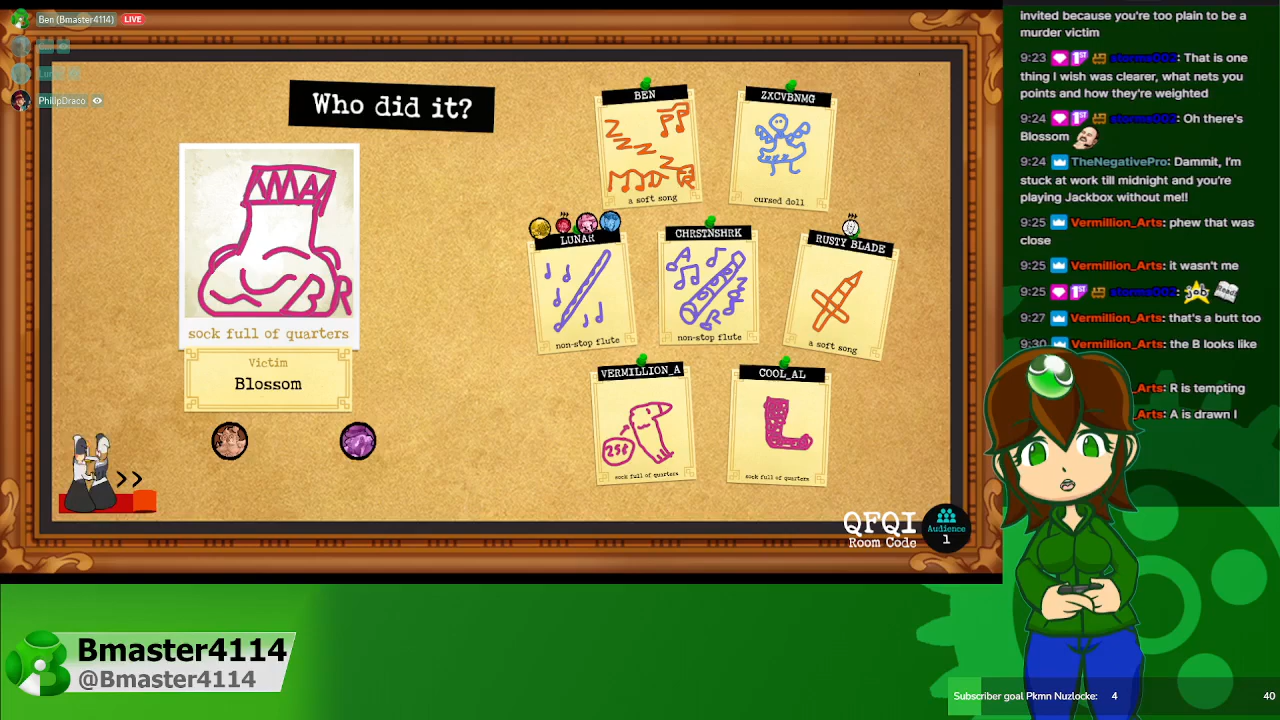 Ben (Bmaster4114) LIVE
PhilipDraco
Who did it?
sock full of quarters
Victim
Blossom
BEN
a soft song
ZXCVBNMG
cursed doll
LUNAR
non-stop flute
CHRSTNSHRK
non-stop flute
RUSTY BLADE
a soft song
VERMILLION_A
25¢
sock full of quarters
COOL_AL
sock full of quarters
QFQI
Room Code
Audience
1
invited because you're too plain to be a
murder victim
9:23 storms002: That is one
thing I wish was clearer, what nets you
points and how they're weighted
9:24 storms002: Oh there's
Blossom
9:24 TheNegativePro: Dammit, I'm
stuck at work till midnight and you're
playing Jackbox without me!!
9:25 Vermillion_Arts: phew that was
close
9:25 Vermillion_Arts: it wasn't me
9:25 storms002:
9:27 Vermillion_Arts: that's a butt too
9:30 Vermillion_Arts: the B looks like
_Arts: R is tempting
_Arts: A is drawn I
Bmaster4114
@Bmaster4114
Subscriber goal Pkmn Nuzlocke: 4 40